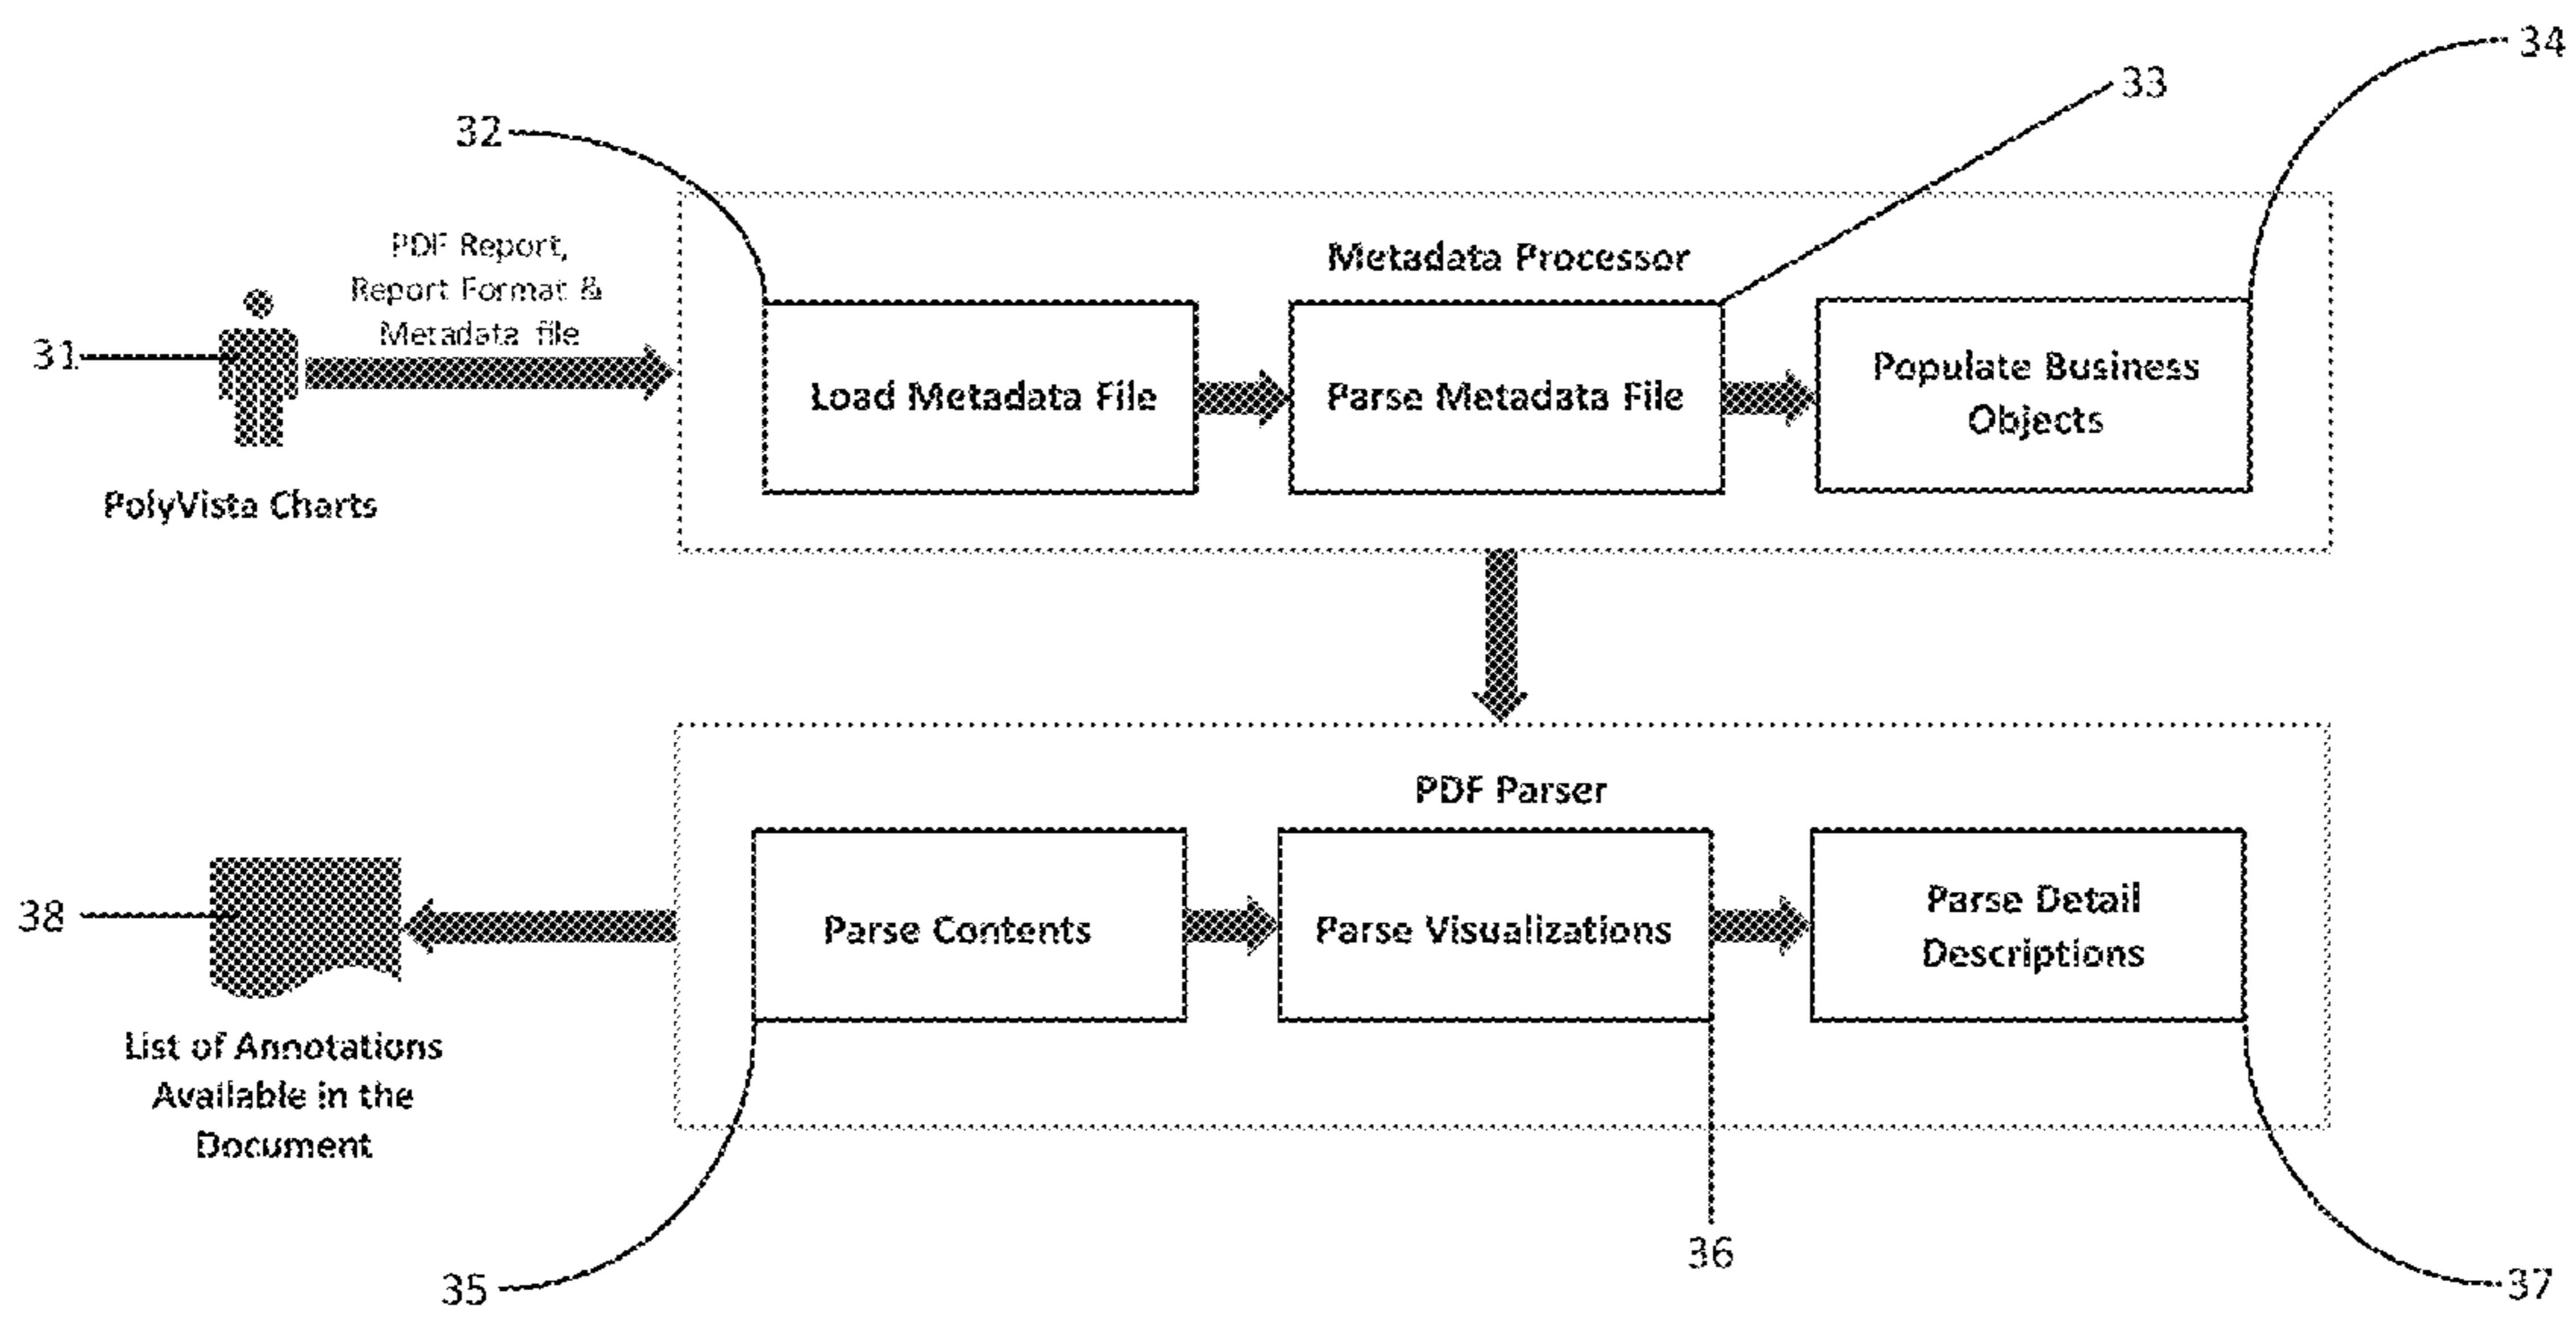 34
33
32
PDF Report,
Report Format &
Metadata file
Metadata Processor
31
Load Metadata File
Parse Metadata File
Populate Business
Objects
PolyVista Charts
PDF Parser
38
Parse Contents
Parse Visualizations
Parse Detail
Descriptions
List of Annotations
Available in the
Document
35
36
37